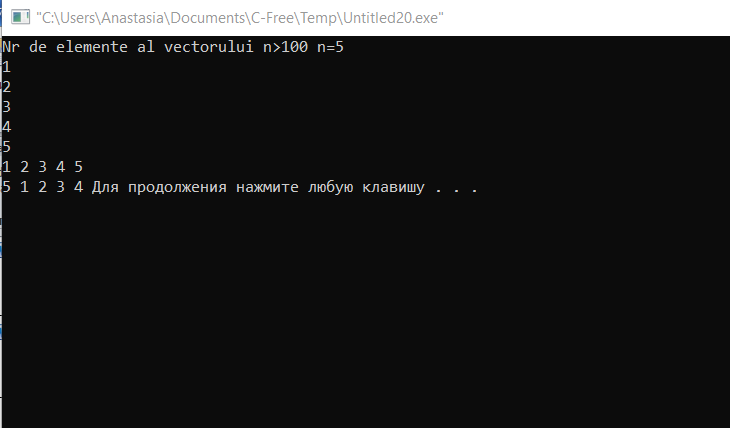 "C:\Users\Anastasia\Documents\C-Free\Temp\Untitled20.exe"
Nr de elemente al vectorului n>100 n=5
1
2
3
4
5
1 2 3 4 5
5 1 2 3 4 Для продолжения нажмите любую клавишу . . .